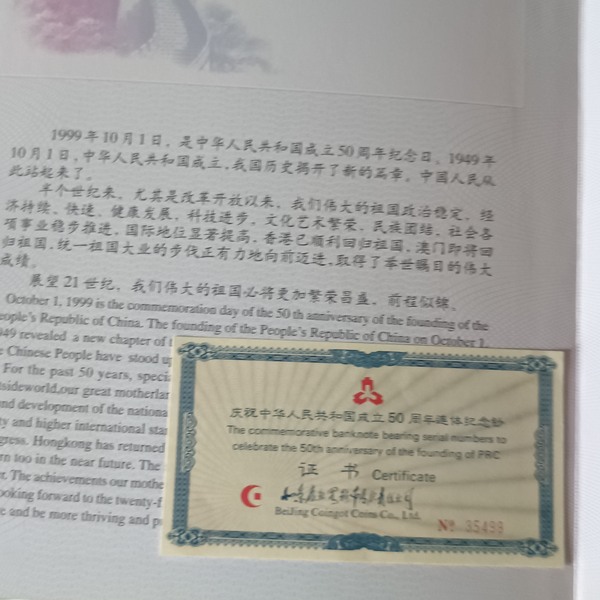 1999年10月1日，是中华人民共和国成立50周年纪念日。1949年
10月1日，中华人民共和国成立，我国历史揭开了新的篇章。中国人民从
此站起来了。
半个世纪来，尤其是改革开放以来，我们伟大的祖国政治稳定，经
济持续、快速、健康发展，科技进步，文化艺术繁荣，民族团结，社会各
项事业稳步推进，国际地位显著提高，香港已顺利回归祖国，澳门即将回
归祖国，统一祖国大业的步伐正有力地向前迈进，取得了举世瞩目的伟大
成绩。
展望21世纪，我们伟大的祖国必将更加繁荣昌盛，前程似锦。
October 1, 1999 is the commemoration day of the 50 th anniversary of the founding of the
eople's Republic of China. The founding of the People's Republic of China on October 1,
949 revealed a new chapter of
Chinese People have stood up
For the past 50 years, speci
sideworld,our great motherlan
nd development of the nationa
ty and higher international sta
gress. Hongkong has returned
rn too in the near future. The
The achievements our mothe
ooking forward to the twenty-f
e and be more thriving and p
庆祝中华人民共和国成立50周年连体纪念钞
The commemorative banknote bearing serial numbers to
celebrate the 50th anniversary of the founding of PRC
证 书 Certificate
BeiJing Coingot Coins Co., Ltd.
№ 35499